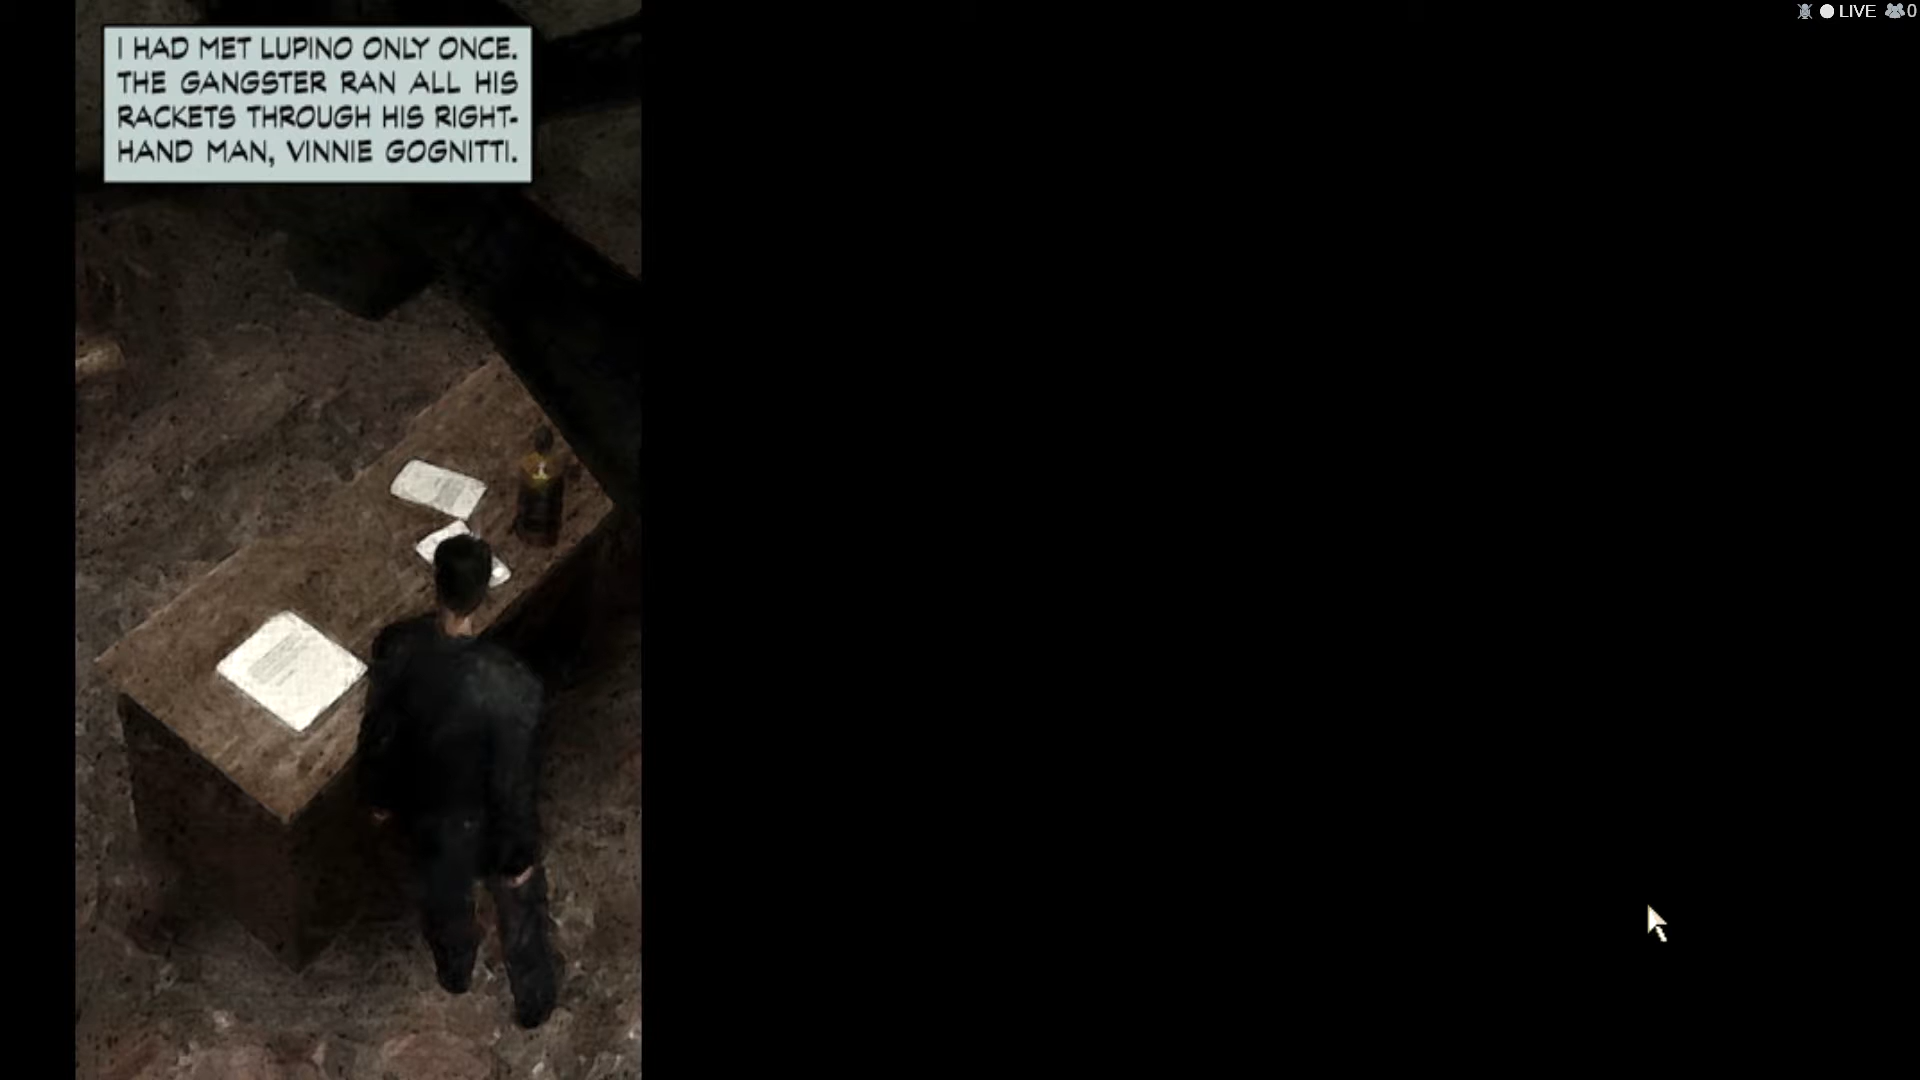 I HAD MET LUPINO ONLY ONCE.
THE GANGSTER RAN ALL HIS
RACKETS THROUGH HIS RIGHT-
HAND MAN, VINNIE GOGNITTI.
LIVE 0